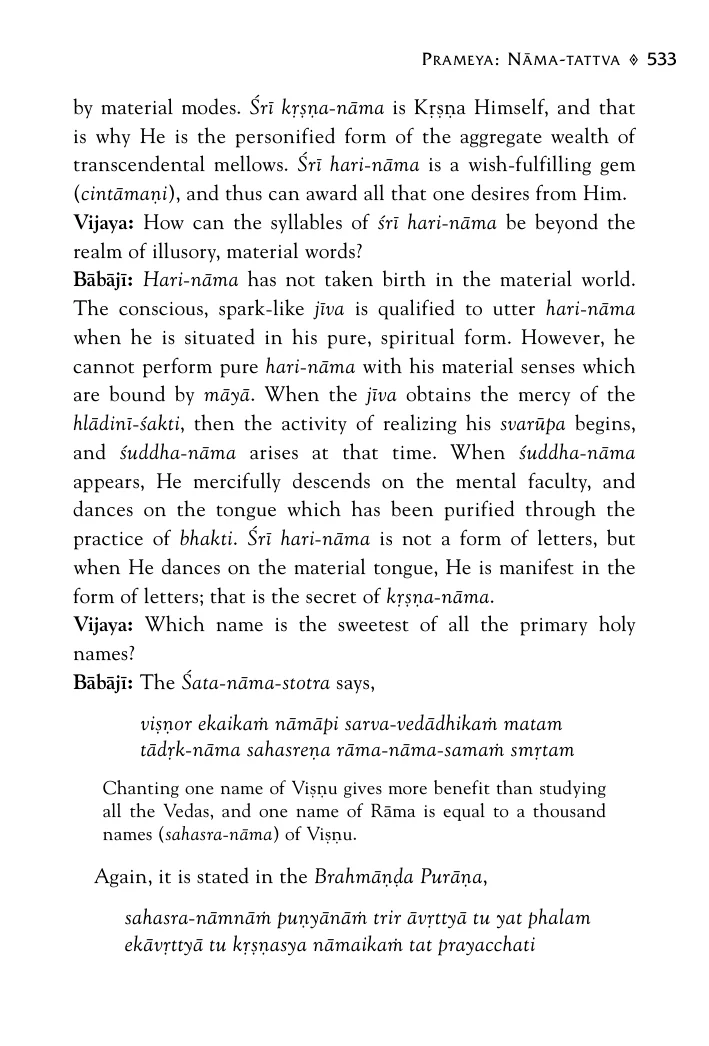 Prameya: Nāma-tattva ◈ 533
by material modes. Śrī kṛṣṇa-nāma is Kṛṣṇa Himself, and that
is why He is the personified form of the aggregate wealth of
transcendental mellows. Śrī hari-nāma is a wish-fulfilling gem
(cintāmaṇi), and thus can award all that one desires from Him.
Vijaya: How can the syllables of śrī hari-nāma be beyond the
realm of illusory, material words?
Bābājī: Hari-nāma has not taken birth in the material world.
The conscious, spark-like jīva is qualified to utter hari-nāma
when he is situated in his pure, spiritual form. However, he
cannot perform pure hari-nāma with his material senses which
are bound by māyā. When the jīva obtains the mercy of the
hlādinī-śakti, then the activity of realizing his svarūpa begins,
and śuddha-nāma arises at that time. When śuddha-nāma
appears, He mercifully descends on the mental faculty, and
dances on the tongue which has been purified through the
practice of bhakti. Śrī hari-nāma is not a form of letters, but
when He dances on the material tongue, He is manifest in the
form of letters; that is the secret of kṛṣṇa-nāma.
Vijaya: Which name is the sweetest of all the primary holy
names?
Bābājī: The Śata-nāma-stotra says,
viṣṇor ekaikaṁ nāmāpi sarva-vedādhikaṁ matam
tādṛk-nāma sahasreṇa rāma-nāma-samaṁ smṛtam
Chanting one name of Viṣṇu gives more benefit than studying
all the Vedas, and one name of Rāma is equal to a thousand
names (sahasra-nāma) of Viṣṇu.
Again, it is stated in the Brahmāṇḍa Purāṇa,
sahasra-nāmnāṁ puṇyānāṁ trir āvṛttyā tu yat phalam
ekāvṛttyā tu kṛṣṇasya nāmaikaṁ tat prayacchati